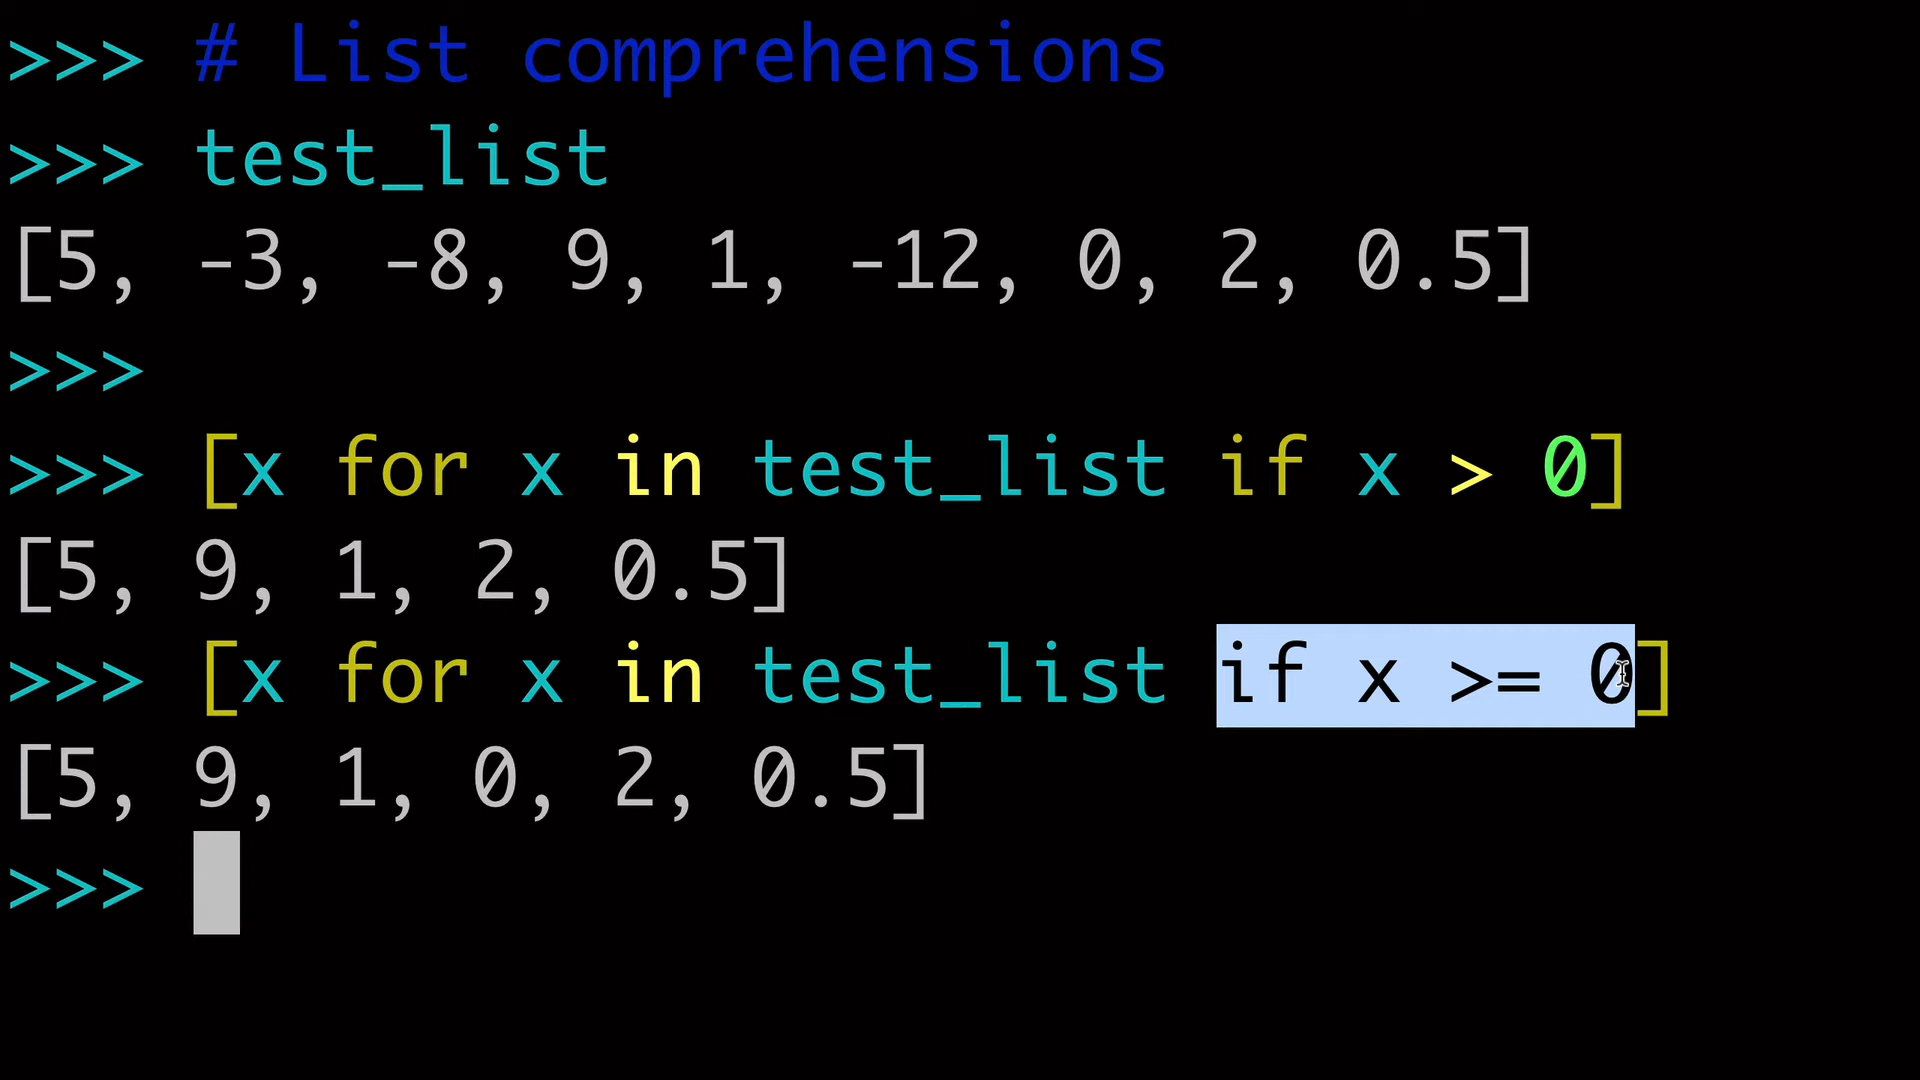 >>> # List comprehensions
>>> test_list
[5, -3, -8, 9, 1, -12, 0, 2, 0.5]
>>>
>>> [x for x in test_list if x > 0]
[5, 9, 1, 2, 0.5]
>>> [x for x in test_list if x >= 0]
[5, 9, 1, 0, 2, 0.5]
>>>